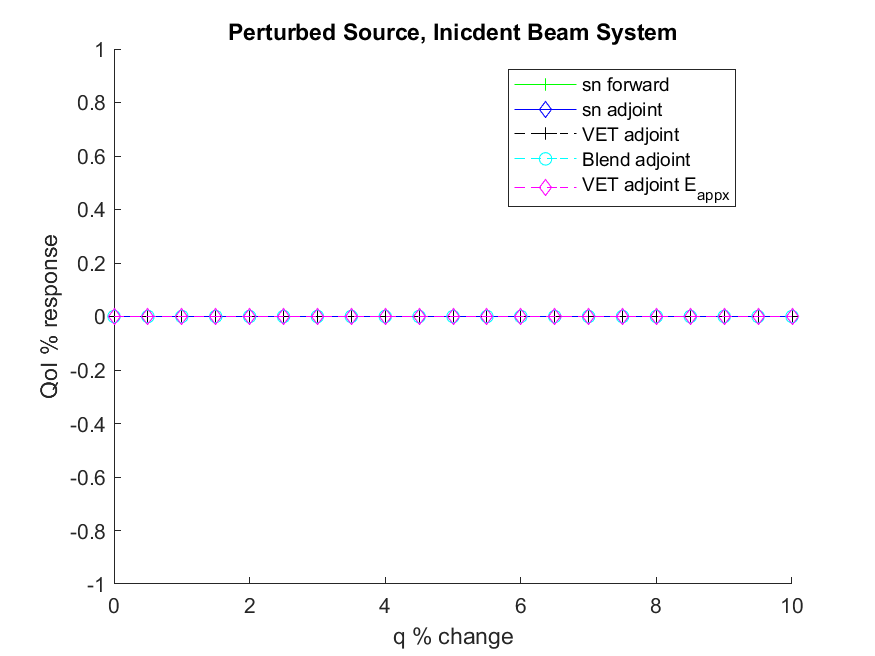 Perturbed Source, Inicdent Beam System
sn forward
sn adjoint
VET adjoint
Blend adjoint
VET adjoint E_appx
QoI % response
1
0.8
0.6
0.4
0.2
0
-0.2
-0.4
-0.6
-0.8
-1
0 2 4 6 8 10
q % change